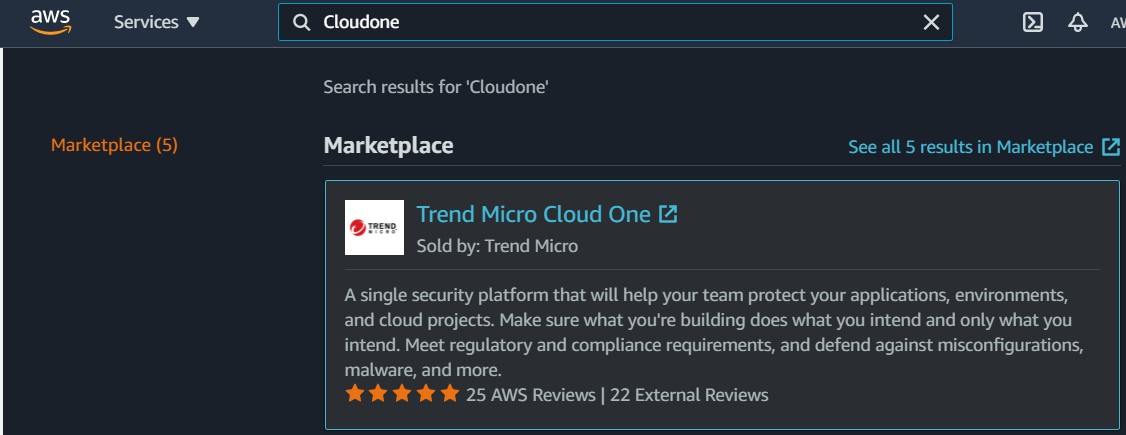 aws
Services
Cloudone
Search results for 'Cloudone'
Marketplace (5)
Marketplace
See all 5 results in Marketplace
TREND
MICRO
Trend Micro Cloud One
Sold by: Trend Micro
A single security platform that will help your team protect your applications, environments,
and cloud projects. Make sure what you're building does what you intend and only what you
intend. Meet regulatory and compliance requirements, and defend against misconfigurations,
malware, and more.
25 AWS Reviews | 22 External Reviews